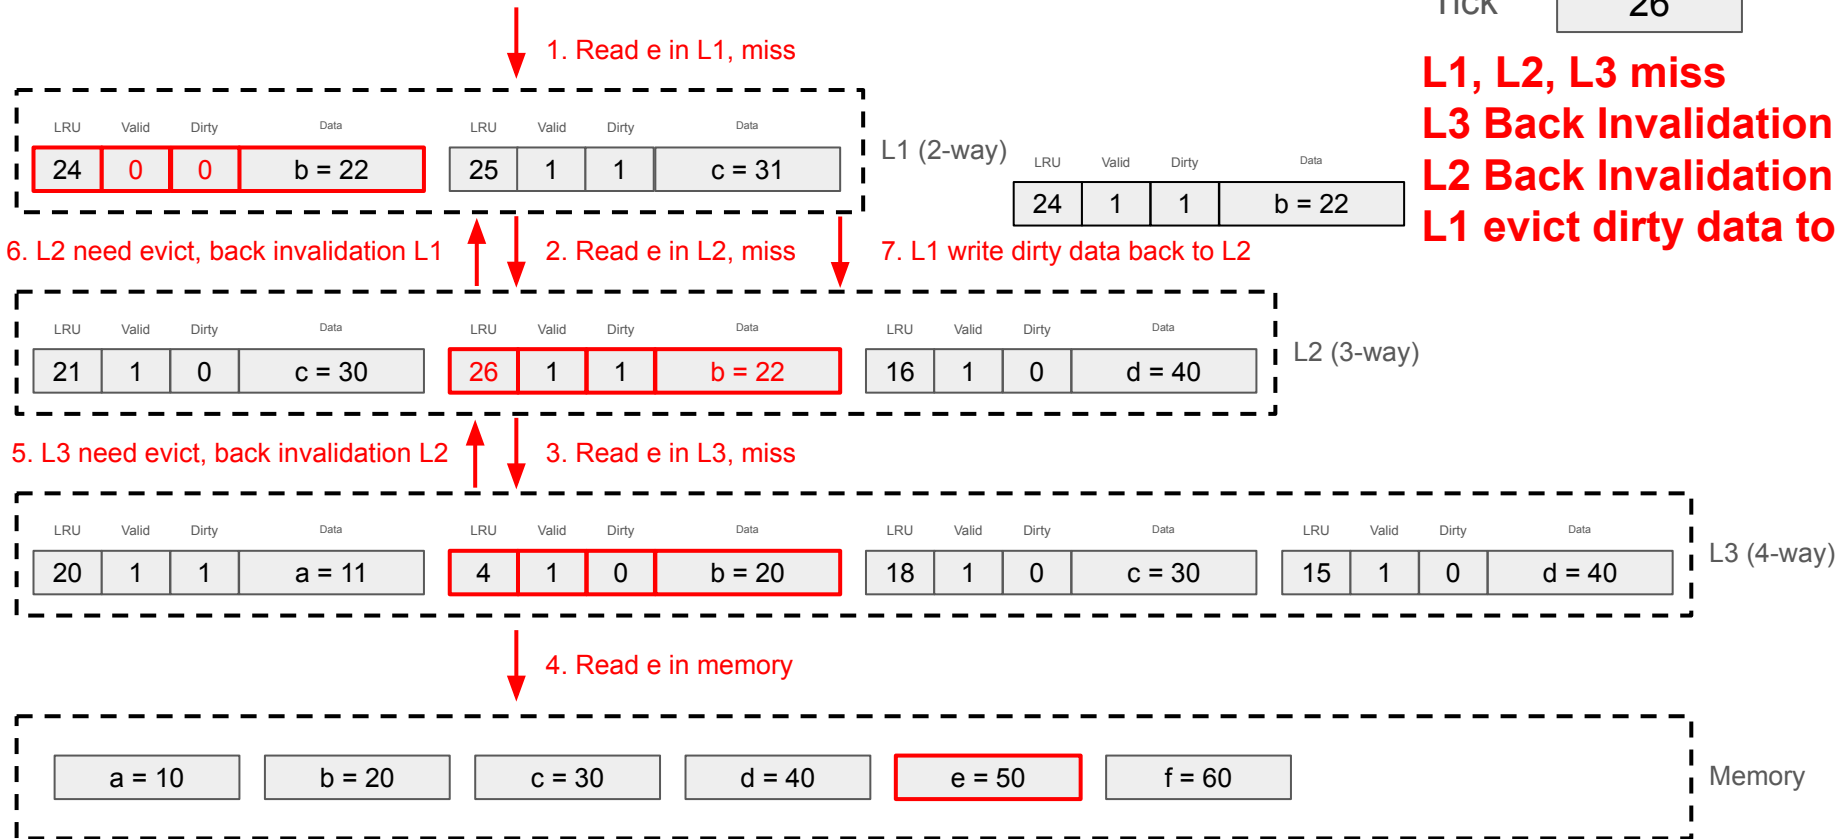 Tick 26
1. Read e in L1, miss
L1, L2, L3 miss
L3 Back Invalidation
L2 Back Invalidation
L1 evict dirty data to
LRU Valid Dirty Data LRU Valid Dirty Data
24 0 0 b = 22 25 1 1 c = 31
L1 (2-way)
LRU Valid Dirty Data
24 1 1 b = 22
6. L2 need evict, back invalidation L1
2. Read e in L2, miss
7. L1 write dirty data back to L2
LRU Valid Dirty Data LRU Valid Dirty Data LRU Valid Dirty Data
21 1 0 c = 30 26 1 1 b = 22 16 1 0 d = 40
L2 (3-way)
5. L3 need evict, back invalidation L2
3. Read e in L3, miss
LRU Valid Dirty Data LRU Valid Dirty Data LRU Valid Dirty Data LRU Valid Dirty Data
20 1 1 a = 11 4 1 0 b = 20 18 1 0 c = 30 15 1 0 d = 40
L3 (4-way)
4. Read e in memory
a = 10 b = 20 c = 30 d = 40 e = 50 f = 60
Memory